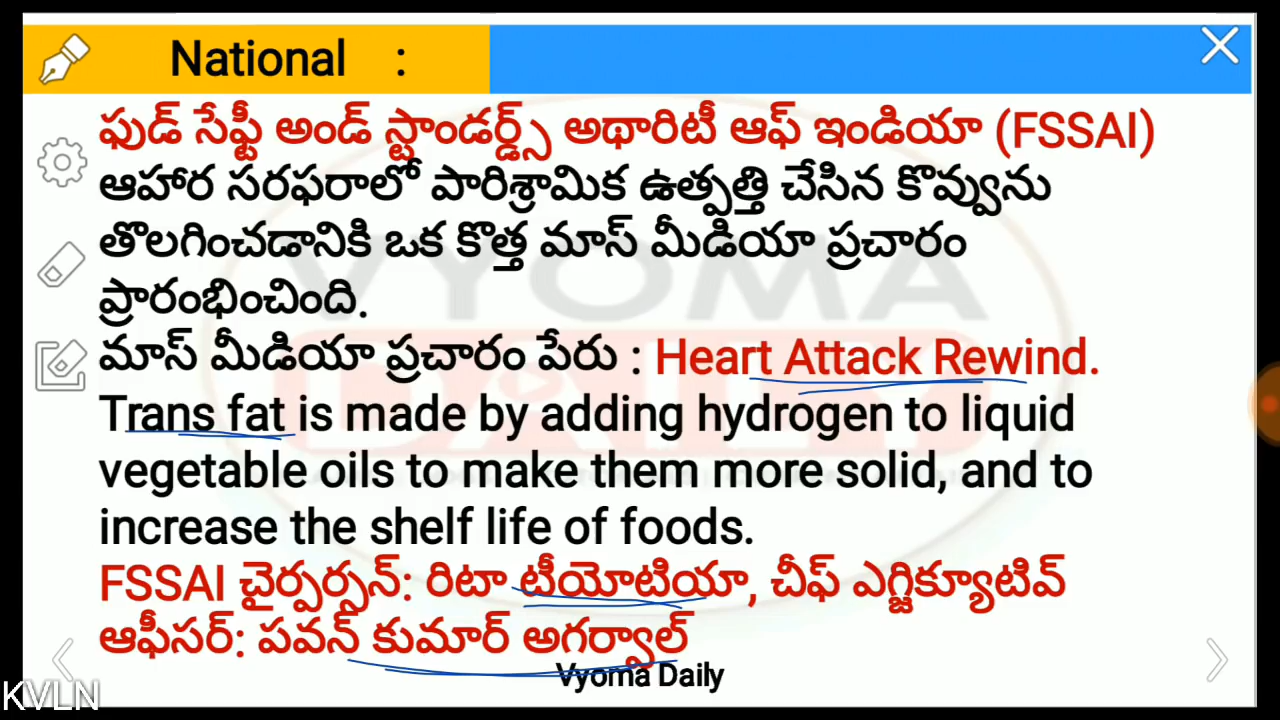 National :
ఫుడ్ సేఫ్టీ అండ్ స్టాండర్డ్స్ అథారిటీ ఆఫ్ ఇండియా (FSSAI)
ఆహార సరఫరాలో పారిశ్రామిక ఉత్పత్తి చేసిన కొవ్వును
తొలగించడానికి ఒక కొత్త మాస్ మీడియా ప్రచారం
ప్రారంభించింది.
మాస్ మీడియా ప్రచారం పేరు : Heart Attack Rewind.
Trans fat is made by adding hydrogen to liquid
vegetable oils to make them more solid, and to
increase the shelf life of foods.
FSSAI చైర్పర్సన్: రిటా టీయోటియా, చీఫ్ ఎగ్జిక్యూటివ్
ఆఫీసర్: పవన్ కుమార్ అగర్వాల్
Vyoma Daily
KVLN
VYOMA
DAILY